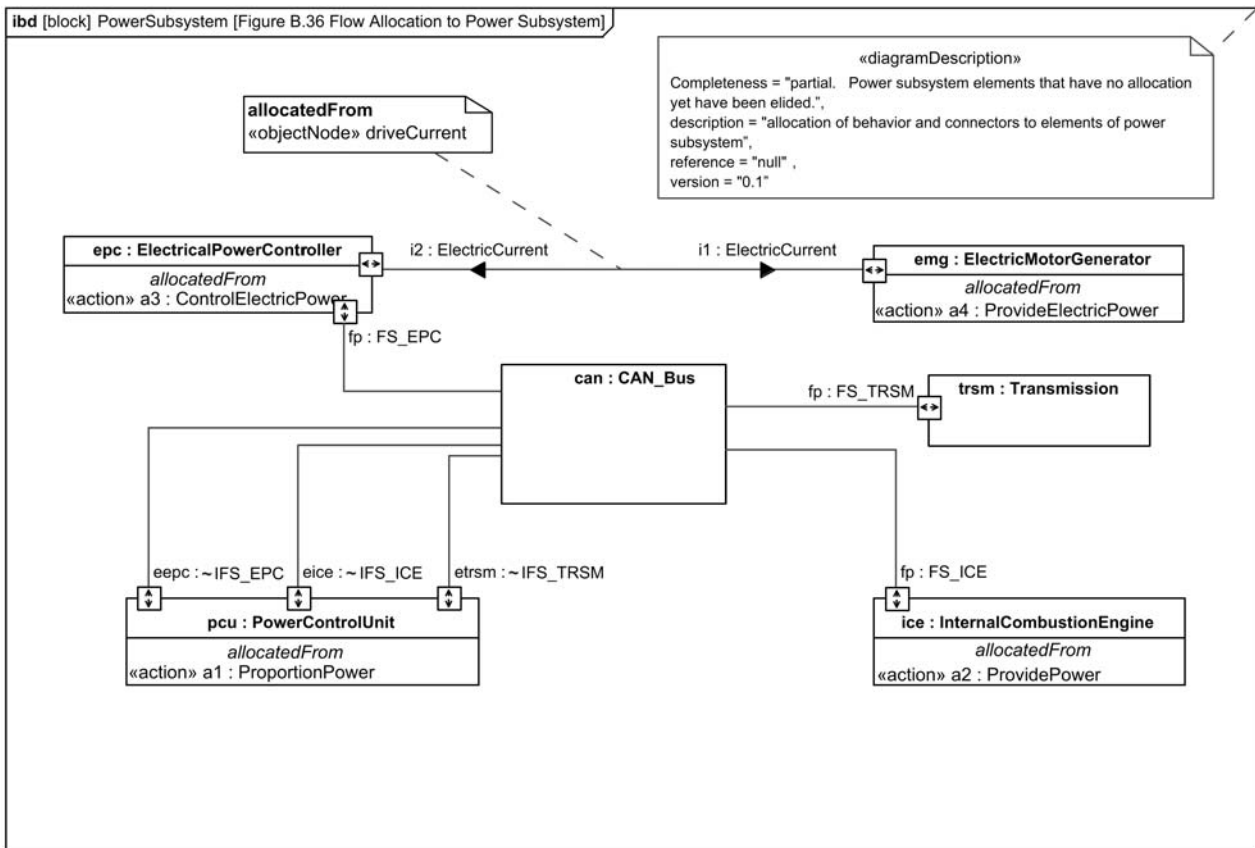 ibd [block] PowerSubsystem [Figure B.36 Flow Allocation to Power Subsystem]
«diagramDescription»
Completeness = "partial. Power subsystem elements that have no allocation
yet have been elided.",
description = "allocation of behavior and connectors to elements of power
subsystem",
reference = "null" ,
version = "0.1"
allocatedFrom
«objectNode» driveCurrent
epc : ElectricalPowerController
allocatedFrom
«action» a3 : ControlElectricPower
i2 : ElectricCurrent
i1 : ElectricCurrent
emg : ElectricMotorGenerator
allocatedFrom
«action» a4 : ProvideElectricPower
fp : FS_EPC
can : CAN_Bus
fp : FS_TRSM
trsm : Transmission
eepc : ~IFS_EPC
eice : ~IFS_ICE
etrsm : ~IFS_TRSM
fp : FS_ICE
pcu : PowerControlUnit
allocatedFrom
«action» a1 : ProportionPower
ice : InternalCombustionEngine
allocatedFrom
«action» a2 : ProvidePower